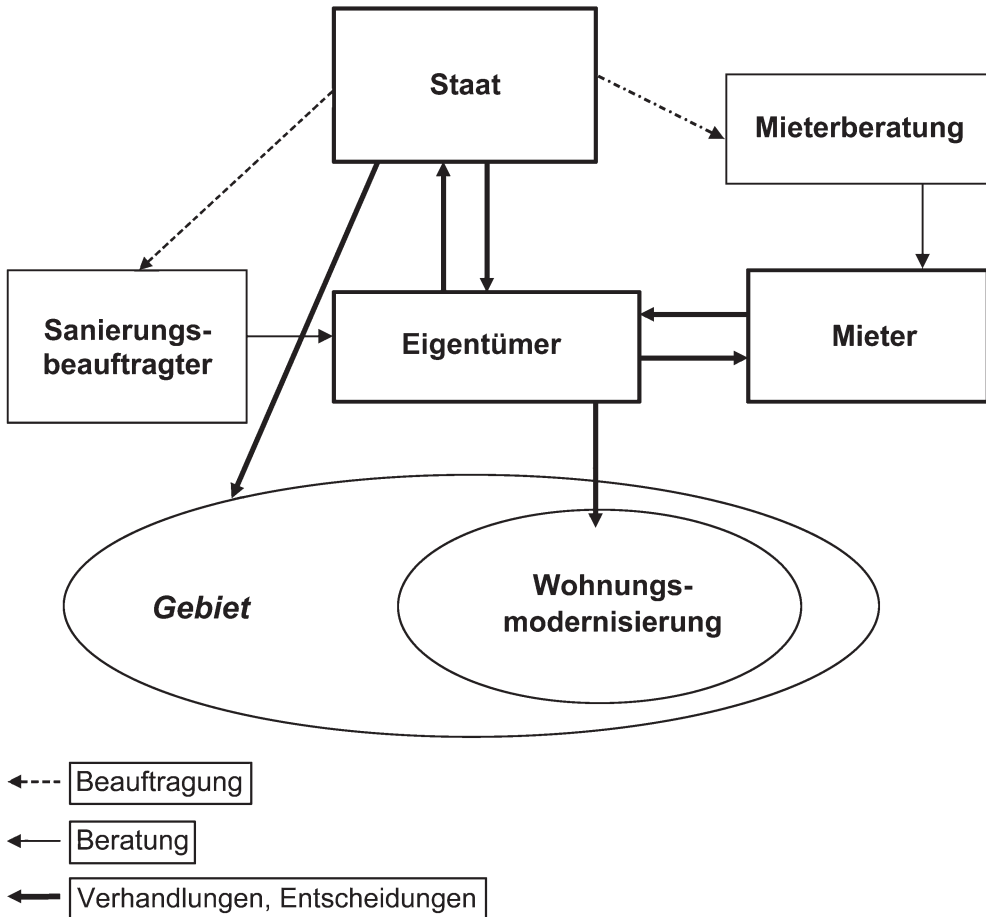 Staat
Mieterberatung
Sanierungs-
beauftragter
Eigentümer
Mieter
Gebiet
Wohnungs-
modernisierung
Beauftragung
Beratung
Verhandlungen, Entscheidungen